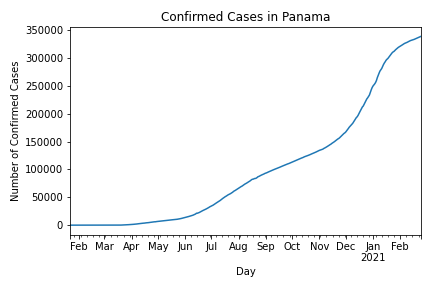 Confirmed Cases in Panama
350000
300000
250000
200000
150000
100000
50000
0
Number of Confirmed Cases
Feb Mar Apr May Jun Jul Aug Sep Oct Nov Dec Jan Feb
2021
Day